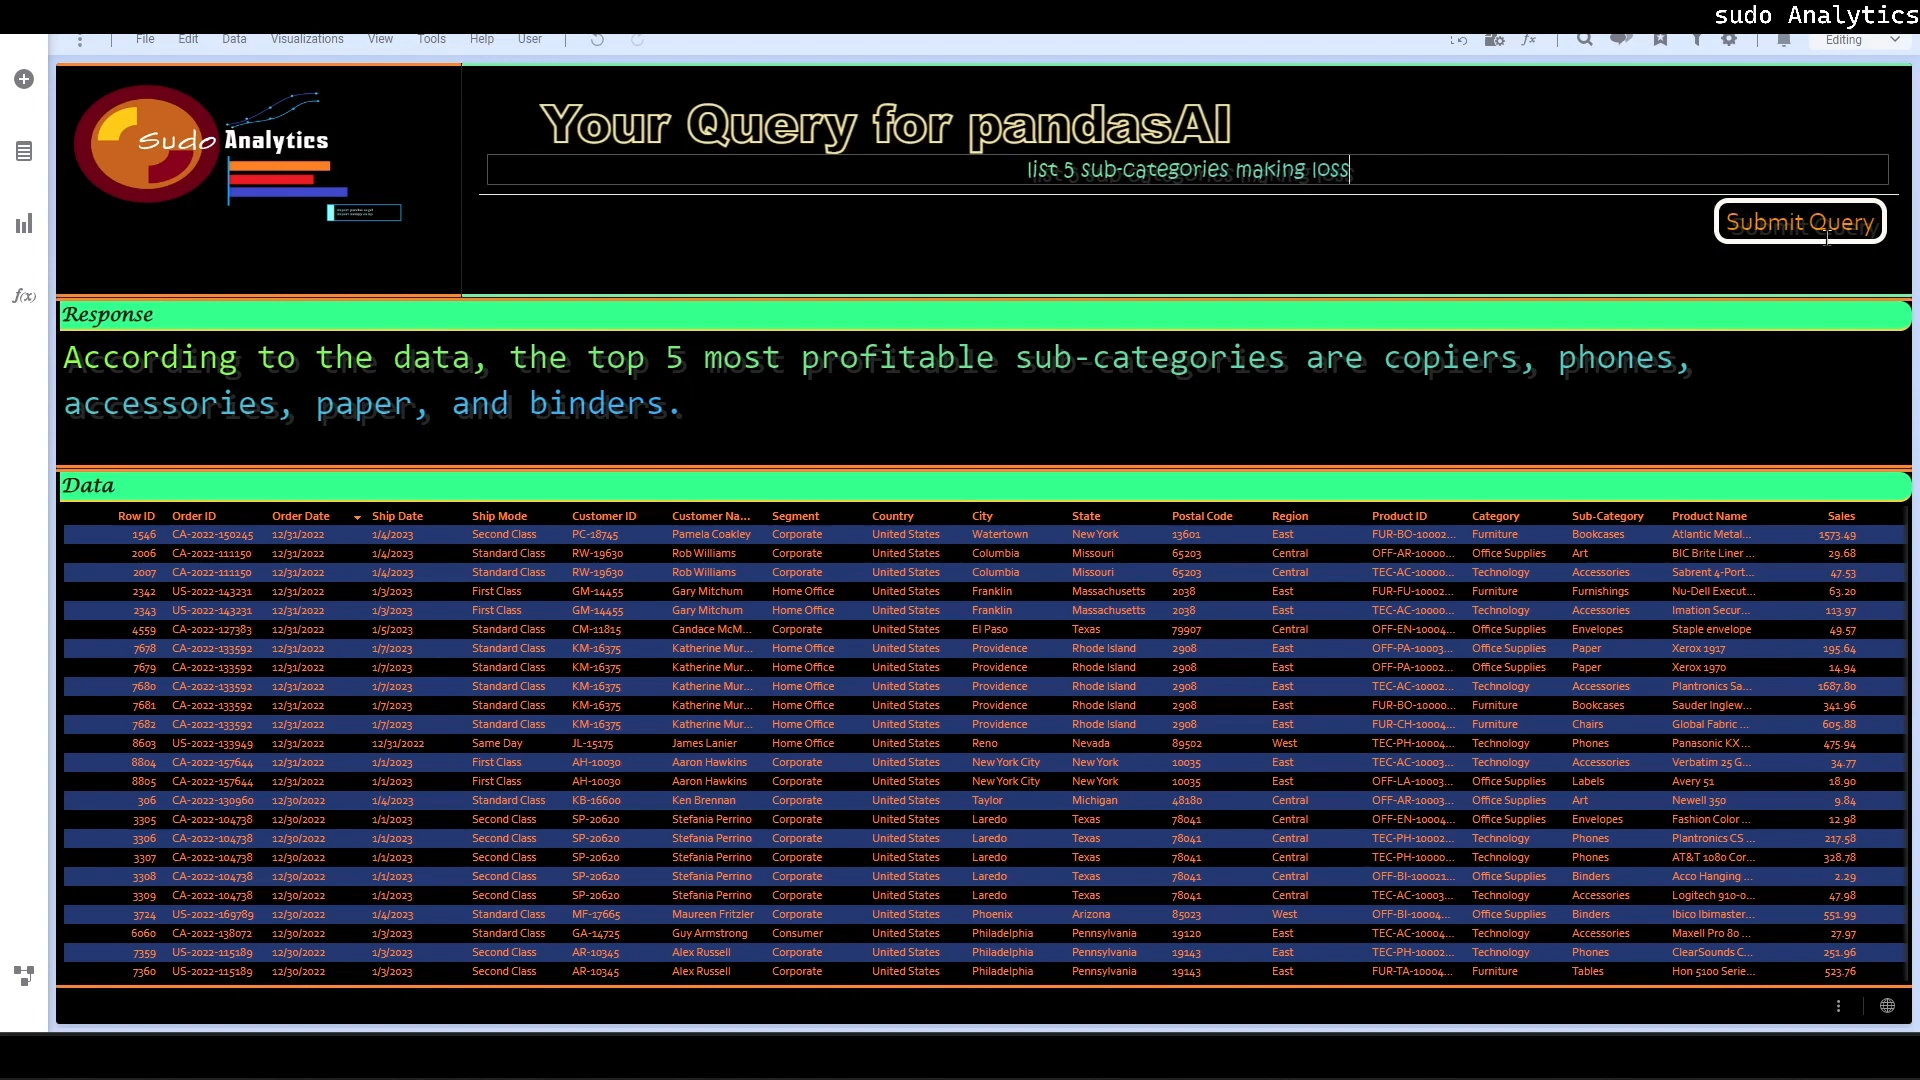 sudo Analytics
File Edit Data Visualizations View Tools Help User Editing
Sudo Analytics
Your Query for pandasAI
list 5 sub-categories making loss
Submit Query
f(x)
Response
According to the data, the top 5 most profitable sub-categories are copiers, phones,
accessories, paper, and binders.
Data
Row ID Order ID Order Date Ship Date Ship Mode Customer ID Customer Na... Segment Country City State Postal Code Region Product ID Category Sub-Category Product Name Sales
1546 CA-2022-150245 12/31/2022 1/4/2023 Second Class PC-18745 Pamela Coakley Corporate United States Watertown New York 13601 East FUR-BO-10002... Furniture Bookcases Atlantic Metal... 1573.49
2006 CA-2022-111150 12/31/2022 1/4/2023 Standard Class RW-19630 Rob Williams Corporate United States Columbia Missouri 65203 Central OFF-AR-10000... Office Supplies Art BIC Brite Liner ... 29.68
2007 CA-2022-111150 12/31/2022 1/4/2023 Standard Class RW-19630 Rob Williams Corporate United States Columbia Missouri 65203 Central TEC-AC-10000... Technology Accessories Sabrent 4-Port... 47.53
2342 US-2022-143231 12/31/2022 1/3/2023 First Class GM-14455 Gary Mitchum Home Office United States Franklin Massachusetts 2038 East FUR-FU-10002... Furniture Furnishings Nu-Dell Execut... 63.20
2343 US-2022-143231 12/31/2022 1/3/2023 First Class GM-14455 Gary Mitchum Home Office United States Franklin Massachusetts 2038 East TEC-AC-10000... Technology Accessories Imation Secur... 113.97
4559 CA-2022-127383 12/31/2022 1/5/2023 Standard Class CM-11815 Candace McM... Corporate United States El Paso Texas 79907 Central OFF-EN-10004... Office Supplies Envelopes Staple envelope 49.57
7678 CA-2022-133592 12/31/2022 1/7/2023 Standard Class KM-16375 Katherine Mur... Home Office United States Providence Rhode Island 2908 East OFF-PA-10003... Office Supplies Paper Xerox 1917 195.64
7679 CA-2022-133592 12/31/2022 1/7/2023 Standard Class KM-16375 Katherine Mur... Home Office United States Providence Rhode Island 2908 East OFF-PA-10002... Office Supplies Paper Xerox 1970 14.94
7680 CA-2022-133592 12/31/2022 1/7/2023 Standard Class KM-16375 Katherine Mur... Home Office United States Providence Rhode Island 2908 East TEC-AC-10002... Technology Accessories Plantronics Sa... 1687.80
7681 CA-2022-133592 12/31/2022 1/7/2023 Standard Class KM-16375 Katherine Mur... Home Office United States Providence Rhode Island 2908 East FUR-BO-10000... Furniture Bookcases Sauder Inglew... 341.96
7682 CA-2022-133592 12/31/2022 1/7/2023 Standard Class KM-16375 Katherine Mur... Home Office United States Providence Rhode Island 2908 East FUR-CH-10004... Furniture Chairs Global Fabric ... 605.88
8603 US-2022-133949 12/31/2022 12/31/2022 Same Day JL-15175 James Lanier Home Office United States Reno Nevada 89502 West TEC-PH-10004... Technology Phones Panasonic KX ... 475.94
8804 CA-2022-157644 12/31/2022 1/1/2023 First Class AH-10030 Aaron Hawkins Corporate United States New York City New York 10035 East TEC-AC-10003... Technology Accessories Verbatim 25 G... 34.77
8805 CA-2022-157644 12/31/2022 1/1/2023 First Class AH-10030 Aaron Hawkins Corporate United States New York City New York 10035 East OFF-LA-10003... Office Supplies Labels Avery 51 18.90
306 CA-2022-130960 12/30/2022 1/4/2023 Standard Class KB-16600 Ken Brennan Corporate United States Taylor Michigan 48180 Central OFF-AR-10003... Office Supplies Art Newell 350 9.84
3305 CA-2022-104738 12/30/2022 1/1/2023 Second Class SP-20620 Stefania Perrino Corporate United States Laredo Texas 78041 Central OFF-EN-10004... Office Supplies Envelopes Fashion Color ... 12.98
3306 CA-2022-104738 12/30/2022 1/1/2023 Second Class SP-20620 Stefania Perrino Corporate United States Laredo Texas 78041 Central TEC-PH-10002... Technology Phones Plantronics CS ... 217.58
3307 CA-2022-104738 12/30/2022 1/1/2023 Second Class SP-20620 Stefania Perrino Corporate United States Laredo Texas 78041 Central TEC-PH-10000... Technology Phones AT&T 1080 Cor... 328.78
3308 CA-2022-104738 12/30/2022 1/1/2023 Second Class SP-20620 Stefania Perrino Corporate United States Laredo Texas 78041 Central OFF-BI-100021... Office Supplies Binders Acco Hanging ... 2.29
3309 CA-2022-104738 12/30/2022 1/1/2023 Second Class SP-20620 Stefania Perrino Corporate United States Laredo Texas 78041 Central TEC-AC-10003... Technology Accessories Logitech 910-0... 47.98
3724 US-2022-169789 12/30/2022 1/4/2023 Standard Class MF-17665 Maureen Fritzler Corporate United States Phoenix Arizona 85023 West OFF-BI-10004... Office Supplies Binders Ibico Ibimaster... 551.99
6060 CA-2022-138072 12/30/2022 1/3/2023 Standard Class GA-14725 Guy Armstrong Consumer United States Philadelphia Pennsylvania 19120 East TEC-AC-10004... Technology Accessories Maxell Pro 80 ... 27.97
7359 US-2022-115189 12/30/2022 1/3/2023 Second Class AR-10345 Alex Russell Corporate United States Philadelphia Pennsylvania 19143 East TEC-PH-10002... Technology Phones ClearSounds C... 251.96
7360 US-2022-115189 12/30/2022 1/3/2023 Second Class AR-10345 Alex Russell Corporate United States Philadelphia Pennsylvania 19143 East FUR-TA-10004... Furniture Tables Hon 5100 Serie... 523.76